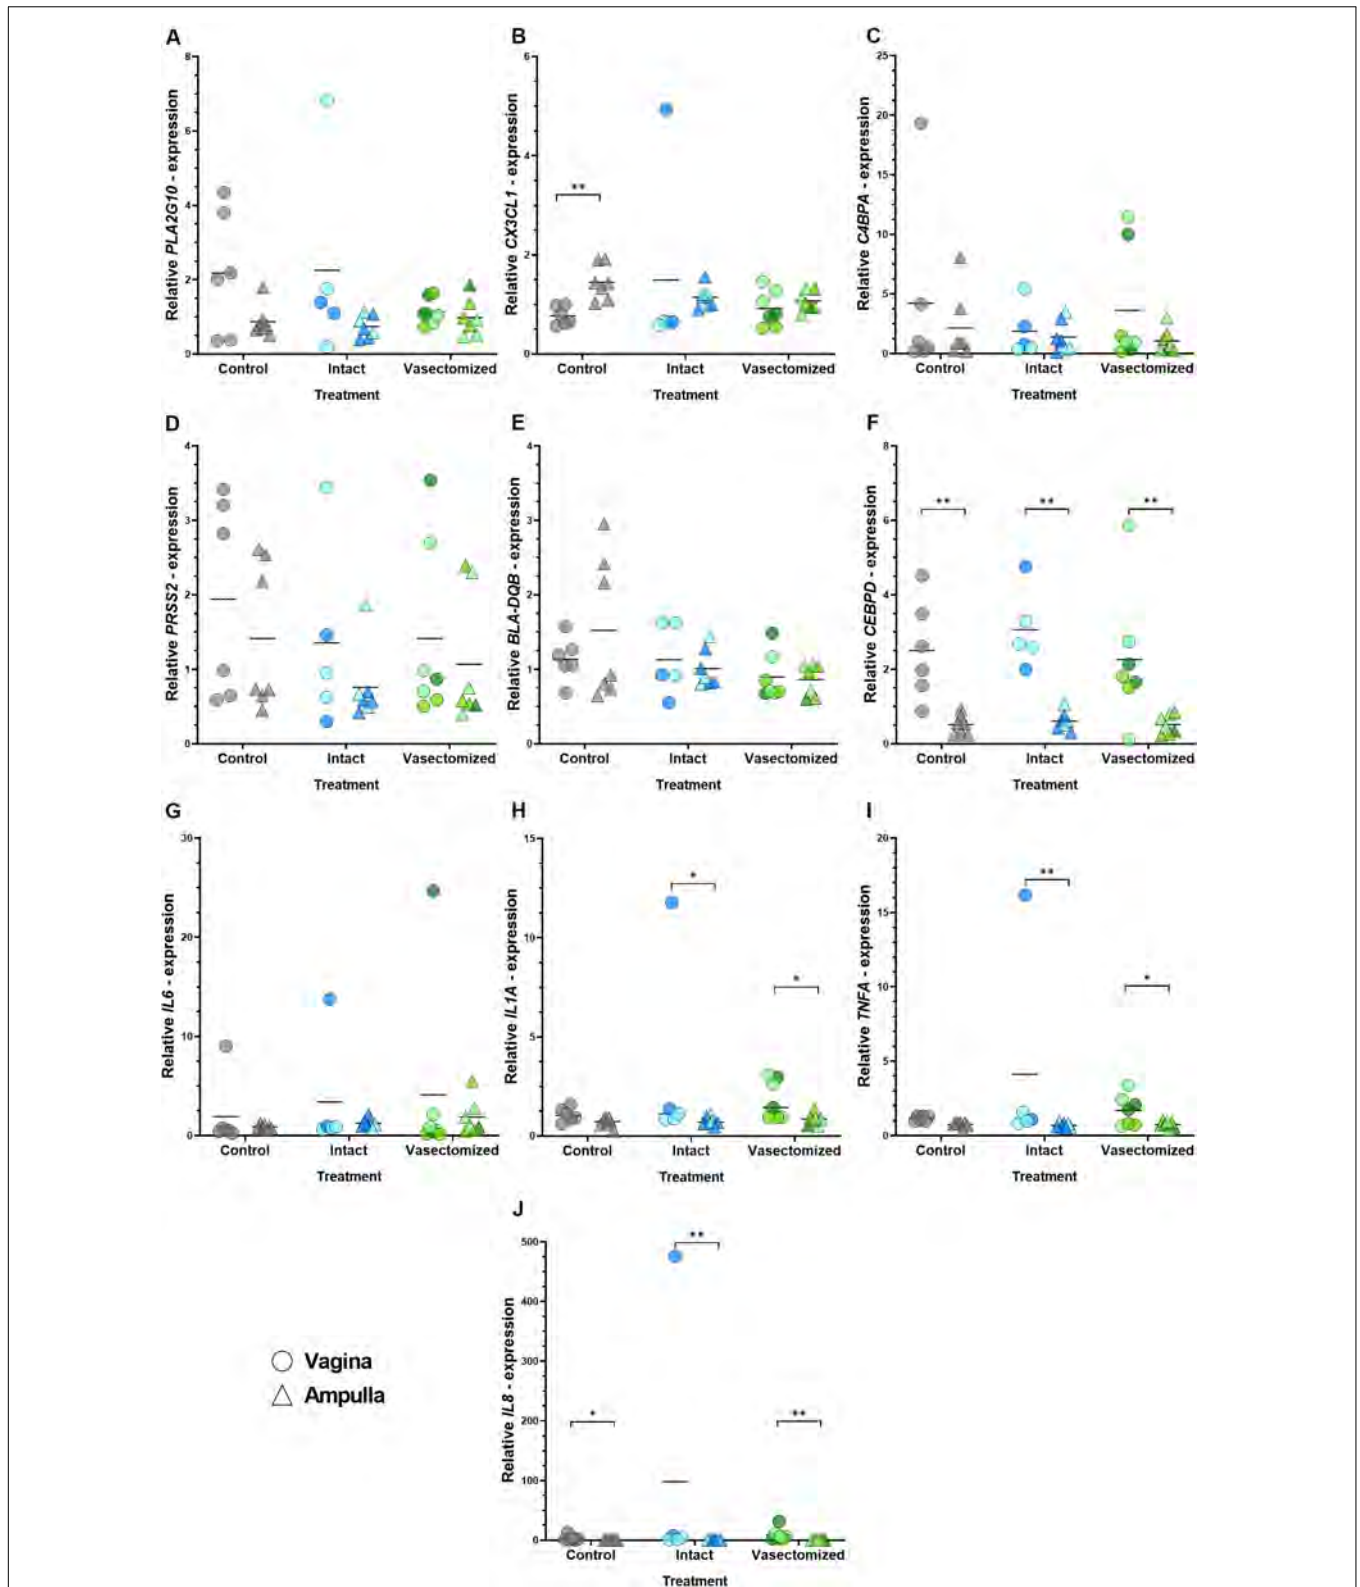 A
B
C
Relative PLA2G10 - expression
8
6
4
2
0
Control Intact Vasectomized
Treatment
Relative CX3CL1 - expression
6
4
2
0
**
Control Intact Vasectomized
Treatment
Relative C4BPA - expression
25
20
15
10
5
0
Control Intact Vasectomized
Treatment
D
E
F
Relative PRSS2 - expression
4
3
2
1
0
Control Intact Vasectomized
Treatment
Relative BLA-DQB - expression
4
3
2
1
0
Control Intact Vasectomized
Treatment
Relative CEBPD - expression
8
6
4
2
0
** ** **
Control Intact Vasectomized
Treatment
G
H
I
Relative IL6 - expression
30
20
10
0
Control Intact Vasectomized
Treatment
Relative IL1A - expression
15
10
5
0
*
*
Control Intact Vasectomized
Treatment
Relative TNFA - expression
20
15
10
5
0
**
*
Control Intact Vasectomized
Treatment
J
Relative IL8 - expression
500
400
300
200
100
0
**
* **
Control Intact Vasectomized
Treatment
Vagina
Ampulla